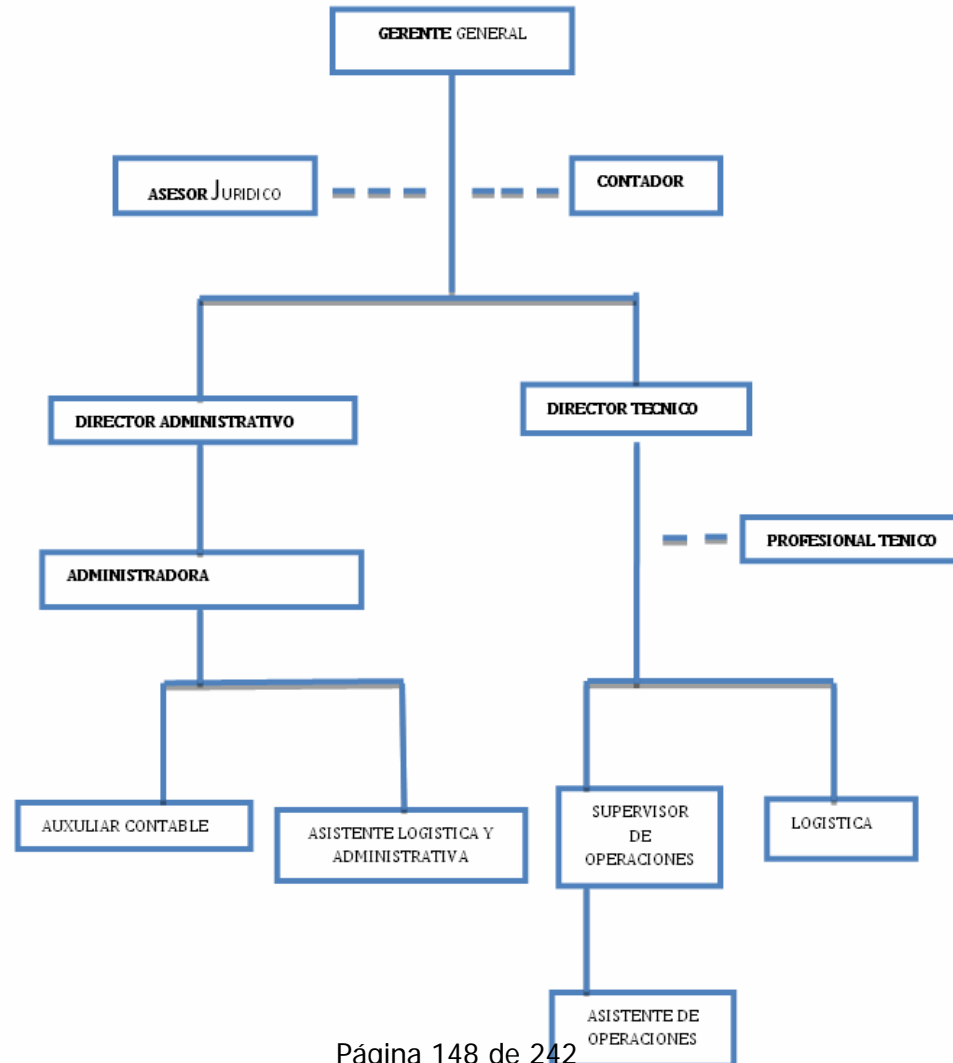 GERENTE GENERAL
ASESOR JURIDICO
CONTADOR
DIRECTOR ADMINISTRATIVO
DIRECTOR TECNICO
PROFESIONAL TENICO
ADMINISTRADORA
AUXULIAR CONTABLE
ASISTENTE LOGISTICA Y
ADMINISTRATIVA
SUPERVISOR
DE
OPERACIONES
LOGISTICA
ASISTENTE DE
OPERACIONES
Página 148 de 242